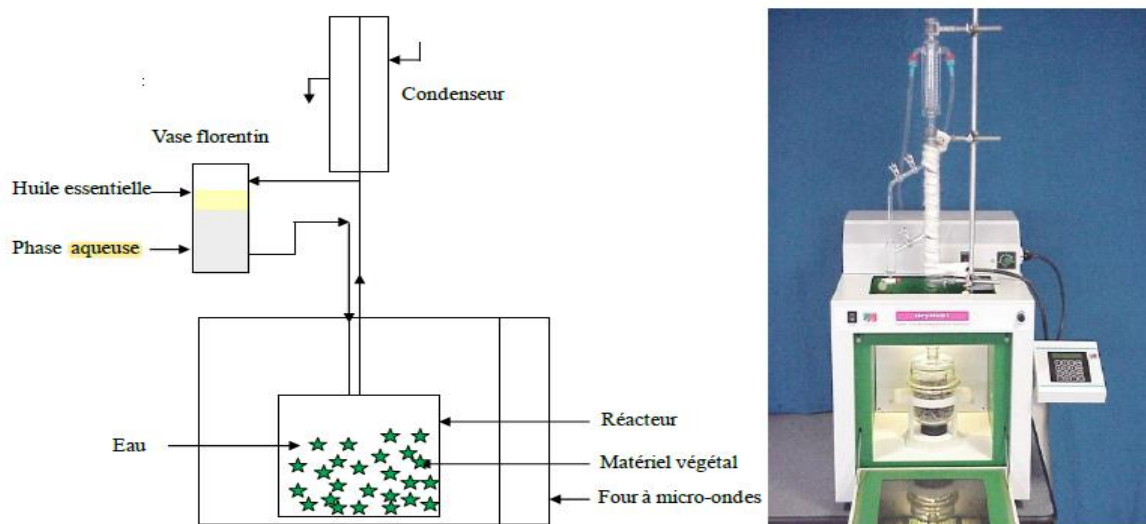 :
Condenseur
Vase florentin
Huile essentielle
Phase aqueuse
Eau
Réacteur
Matériel végétal
Four à micro-ondes